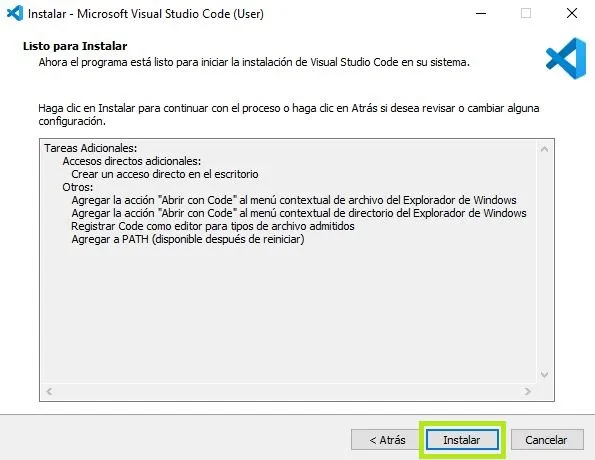 Instalar - Microsoft Visual Studio Code (User)
Listo para Instalar
Ahora el programa está listo para iniciar la instalación de Visual Studio Code en su sistema.
Haga clic en Instalar para continuar con el proceso o haga clic en Atrás si desea revisar o cambiar alguna
configuración.
Tareas Adicionales:
Accesos directos adicionales:
Crear un acceso directo en el escritorio
Otros:
Agregar la acción "Abrir con Code" al menú contextual de archivo del Explorador de Windows
Agregar la acción "Abrir con Code" al menú contextual de directorio del Explorador de Windows
Registrar Code como editor para tipos de archivo admitidos
Agregar a PATH (disponible después de reiniciar)
< Atrás Instalar Cancelar